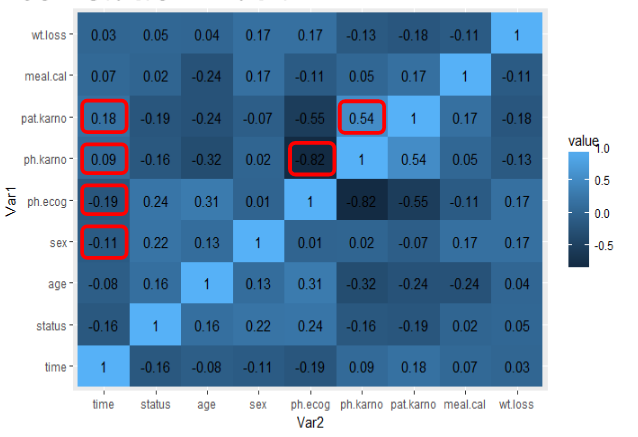 wt.loss 0.03 0.05 0.04 0.17 0.17 -0.13 -0.18 -0.11 1
meal.cal 0.07 0.02 -0.24 0.17 -0.11 0.05 0.17 1 -0.11
pat.karno 0.18 -0.19 -0.24 -0.07 -0.55 0.54 1 0.17 -0.18
ph.karno 0.09 -0.16 -0.32 0.02 -0.82 1 0.54 0.05 -0.13
ph.ecog -0.19 0.24 0.31 0.01 1 -0.82 -0.55 -0.11 0.17
sex -0.11 0.22 0.13 1 0.01 0.02 -0.07 0.17 0.17
age -0.08 0.16 1 0.13 0.31 -0.32 -0.24 -0.24 0.04
status -0.16 1 0.16 0.22 0.24 -0.16 -0.19 0.02 0.05
time 1 -0.16 -0.08 -0.11 -0.19 0.09 0.18 0.07 0.03
time status age sex ph.ecog ph.karno pat.karno meal.cal wt.loss
Var2
Var1
value
1.0
0.5
0.0
-0.5